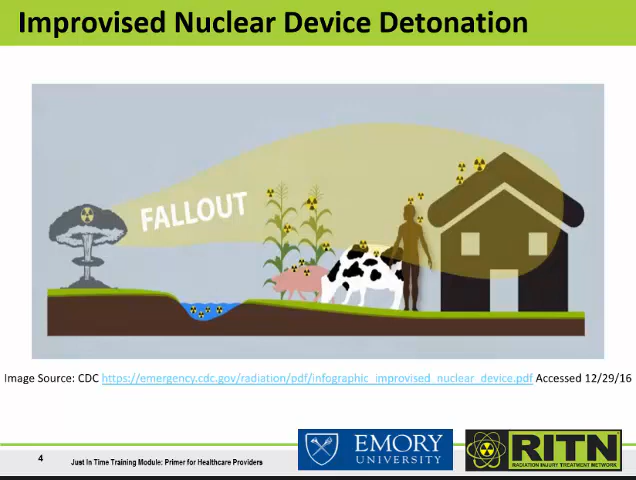 Improvised Nuclear Device Detonation
FALLOUT
Image Source: CDC https://emergency.cdc.gov/radiation/pdf/infographic_improvised_nuclear_device.pdf Accessed 12/29/16
4
Just In Time Training Module: Primer for Healthcare Providers
EMORY
UNIVERSITY
RITN
RADIATION INJURY TREATMENT NETWORK